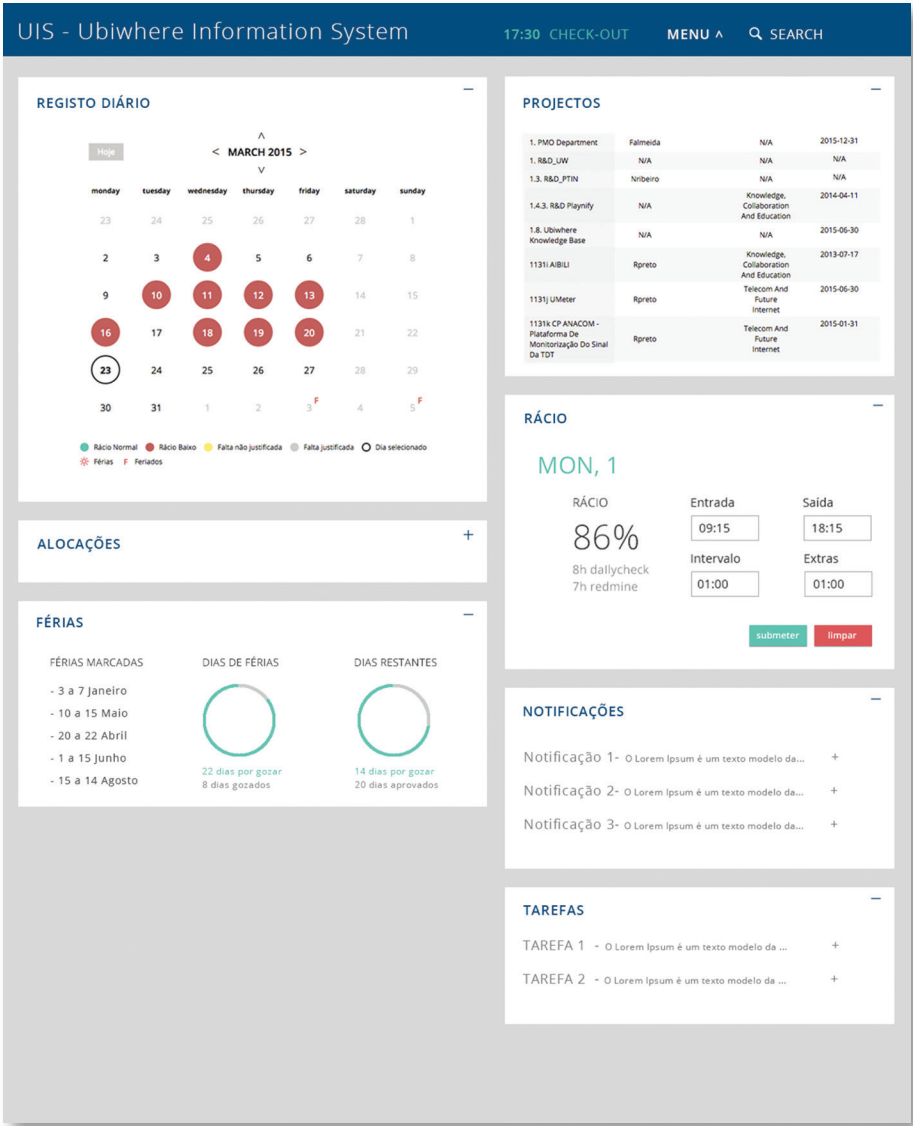 UIS - Ubiwhere Information System
17:30 CHECK-OUT
MENU ˄
SEARCH
REGISTO DIÁRIO
Hoje
< MARCH 2015 >
monday tuesday wednesday thursday friday saturday sunday
23 24 25 26 27 28 1
2 3 4 5 6 7 8
9 10 11 12 13 14 15
16 17 18 19 20 21 22
23 24 25 26 27 28 29
30 31 1 2 3 F 4 5 F
Rácio Normal Rácio Baixo Falta não justificada Falta justificada Dia selecionado
Férias F Feriados
ALOCAÇÕES
FÉRIAS
FÉRIAS MARCADAS
- 3 a 7 Janeiro
- 10 a 15 Maio
- 20 a 22 Abril
- 1 a 15 Junho
- 15 a 14 Agosto
DIAS DE FÉRIAS
22 dias por gozar
8 dias gozados
DIAS RESTANTES
14 dias por gozar
20 dias aprovados
PROJECTOS
1. PMO Department Falmeida N/A 2015-12-31
1. R&D_UW N/A N/A N/A
1.3. R&D_PTIN Nribeiro N/A N/A
1.4.3. R&D Playnify N/A Knowledge, Collaboration And Education 2014-04-11
1.8. Ubiwhere Knowledge Base N/A N/A 2015-06-30
1131i AIBILI Rpreto Knowledge, Collaboration And Education 2013-07-17
1131j UMeter Rpreto Telecom And Future Internet 2015-06-30
1131k CP ANACOM - Plataforma De Monitorização Do Sinal Da TDT Rpreto Telecom And Future Internet 2015-01-31
RÁCIO
MON, 1
RÁCIO
86%
8h dallycheck
7h redmine
Entrada
09:15
Saída
18:15
Intervalo
01:00
Extras
01:00
submeter
limpar
NOTIFICAÇÕES
Notificação 1- O Lorem Ipsum é um texto modelo da... +
Notificação 2- O Lorem Ipsum é um texto modelo da... +
Notificação 3- O Lorem Ipsum é um texto modelo da... +
TAREFAS
TAREFA 1 - O Lorem Ipsum é um texto modelo da ... +
TAREFA 2 - O Lorem Ipsum é um texto modelo da ... +